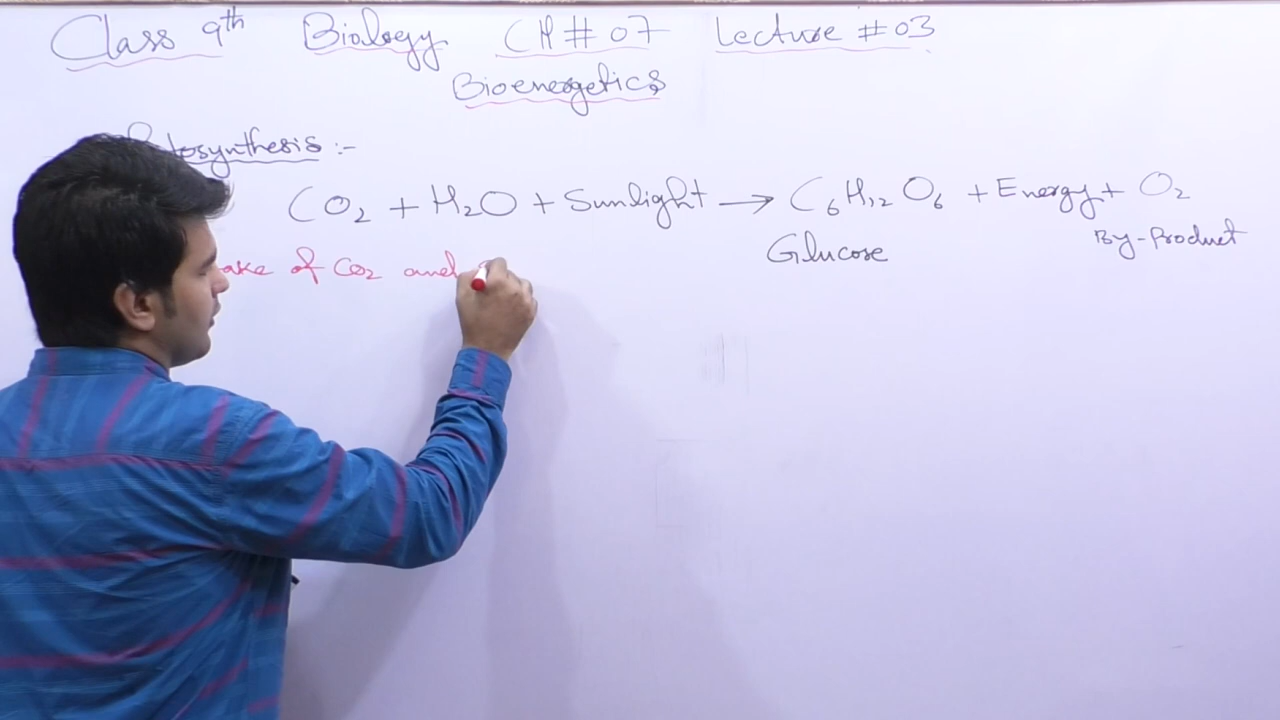 Class 9th Biology CH # 07 Lecture # 03
Bioenergetics
tosynthesis :-
CO2 + H2O + Sunlight → C6H12O6 + Energy + O2
Glucose By-Product
ake of CO2 and